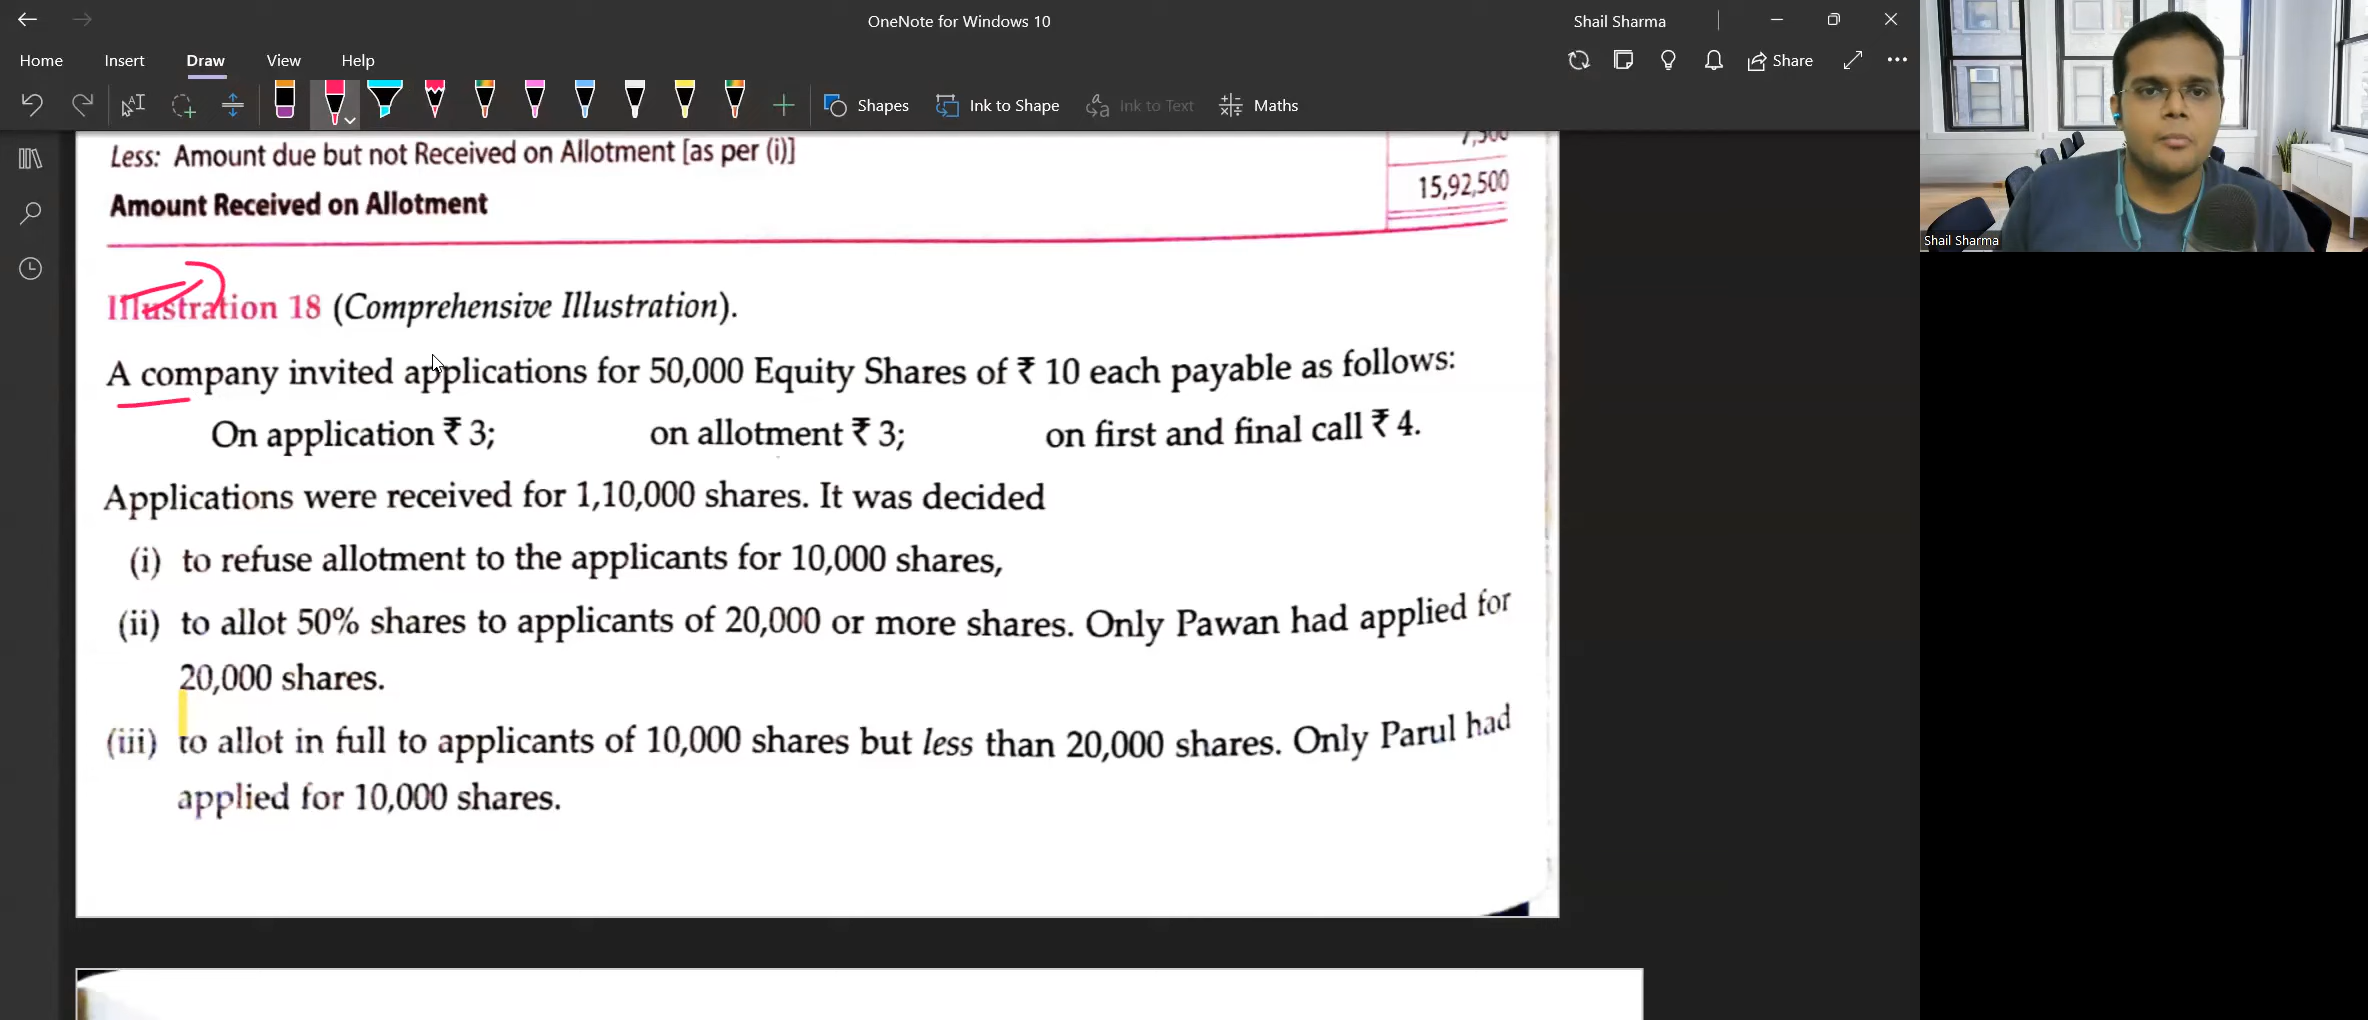 OneNote for Windows 10
Shail Sharma
Home Insert Draw View Help
Share
Shapes Ink to Shape Ink to Text Maths
7,500
Less: Amount due but not Received on Allotment [as per (i)]
Amount Received on Allotment 15,92,500
Illustration 18 (Comprehensive Illustration).
A company invited applications for 50,000 Equity Shares of ₹ 10 each payable as follows:
On application ₹ 3; on allotment ₹ 3; on first and final call ₹ 4.
Applications were received for 1,10,000 shares. It was decided
(i) to refuse allotment to the applicants for 10,000 shares,
(ii) to allot 50% shares to applicants of 20,000 or more shares. Only Pawan had applied for
20,000 shares.
(iii) to allot in full to applicants of 10,000 shares but less than 20,000 shares. Only Parul had
applied for 10,000 shares.
Shail Sharma